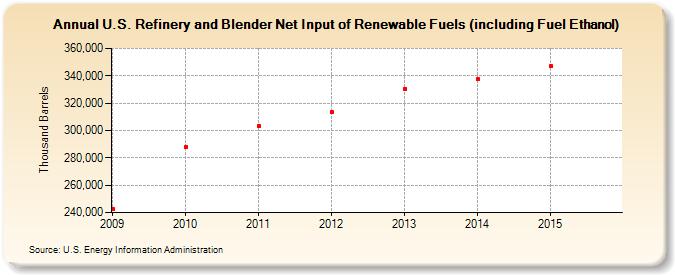 Annual U.S. Refinery and Blender Net Input of Renewable Fuels (including Fuel Ethanol)
Thousand Barrels
360,000
340,000
320,000
300,000
280,000
260,000
240,000
2009 2010 2011 2012 2013 2014 2015
Source: U.S. Energy Information Administration